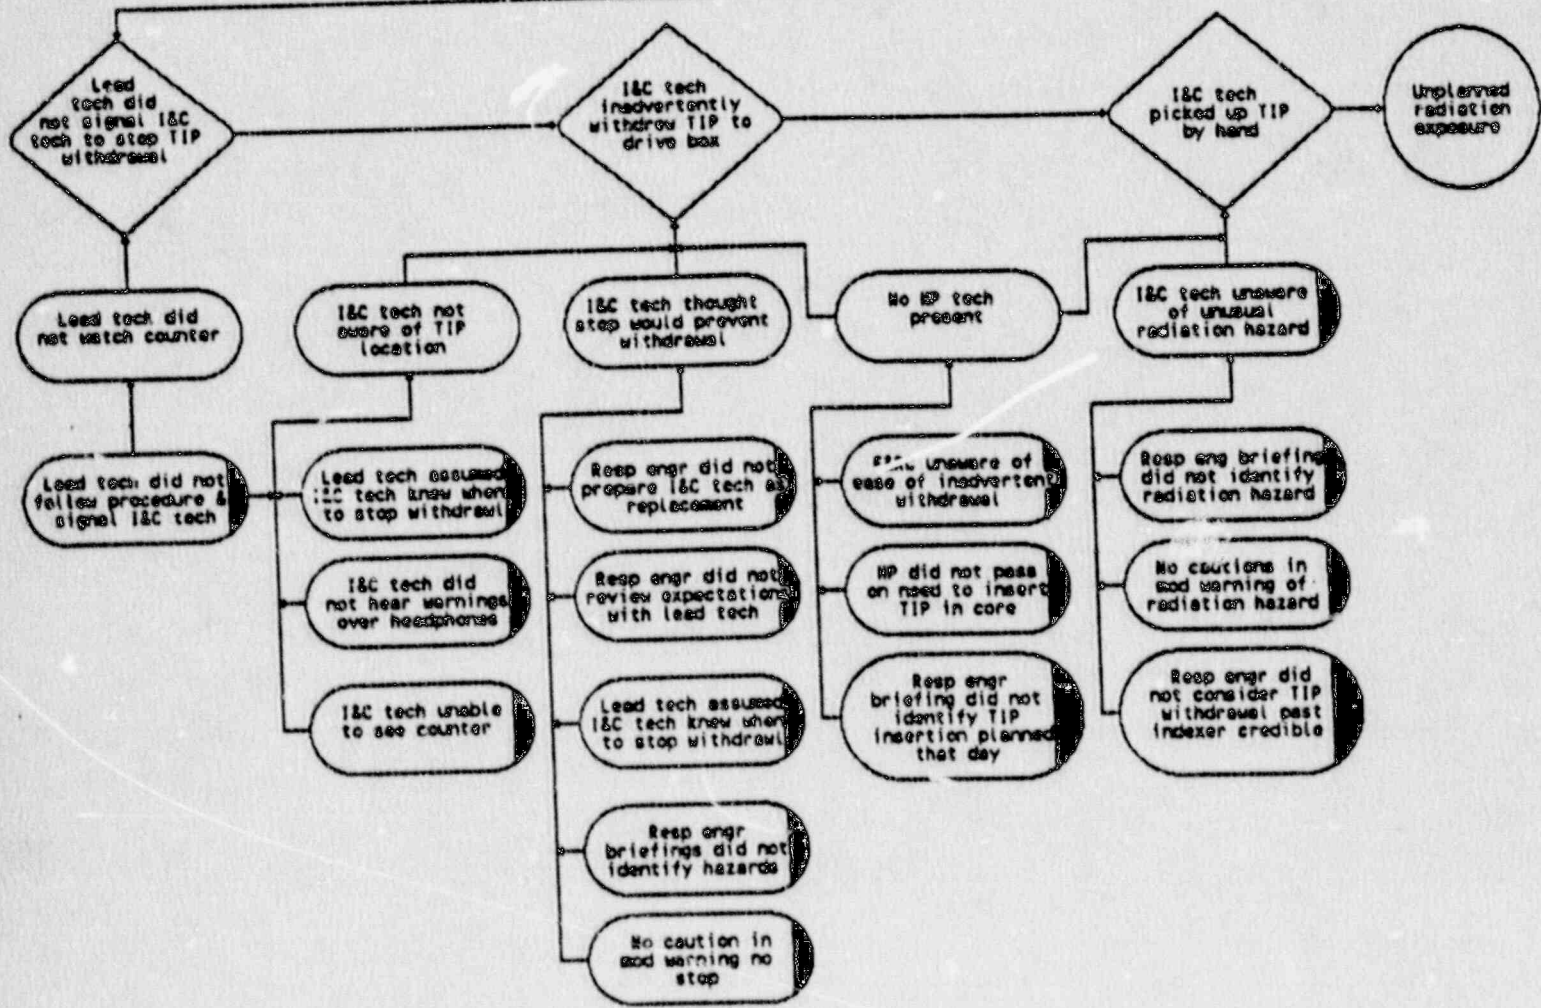 Lead
tech did
not signal I&C
tech to stop TIP
withdrawal
I&C tech
inadvertently
withdrew TIP to
drive box
I&C tech
picked up TIP
by hand
Unplanned
radiation
exposure
Lead tech did
not watch counter
I&C tech not
aware of TIP
location
I&C tech thought
stop would prevent
withdrawal
No HP tech
present
I&C tech unaware
of unusual
radiation hazard
Lead tech did not
follow procedure &
signal I&C tech
Lead tech assumed
I&C tech knew when
to stop withdrawl
I&C tech did
not hear warnings
over headphones
I&C tech unable
to see counter
Resp engr did not
prepare I&C tech as
replacement
Resp engr did not
review expectation
with lead tech
Lead tech assumed
I&C tech knew when
to stop withdrawl
Resp engr
briefings did not
identify hazards
No caution in
mod warning no
stop
unaware of
ease of inadvertent
withdrawal
HP did not pass
on need to insert
TIP in core
Resp engr
briefing did not
identify TIP
insertion planned
that day
Resp eng briefing
did not identify
radiation hazard
No cautions in
mod warning of
radiation hazard
Resp engr did
not consider TIP
withdrawal past
indexer credible